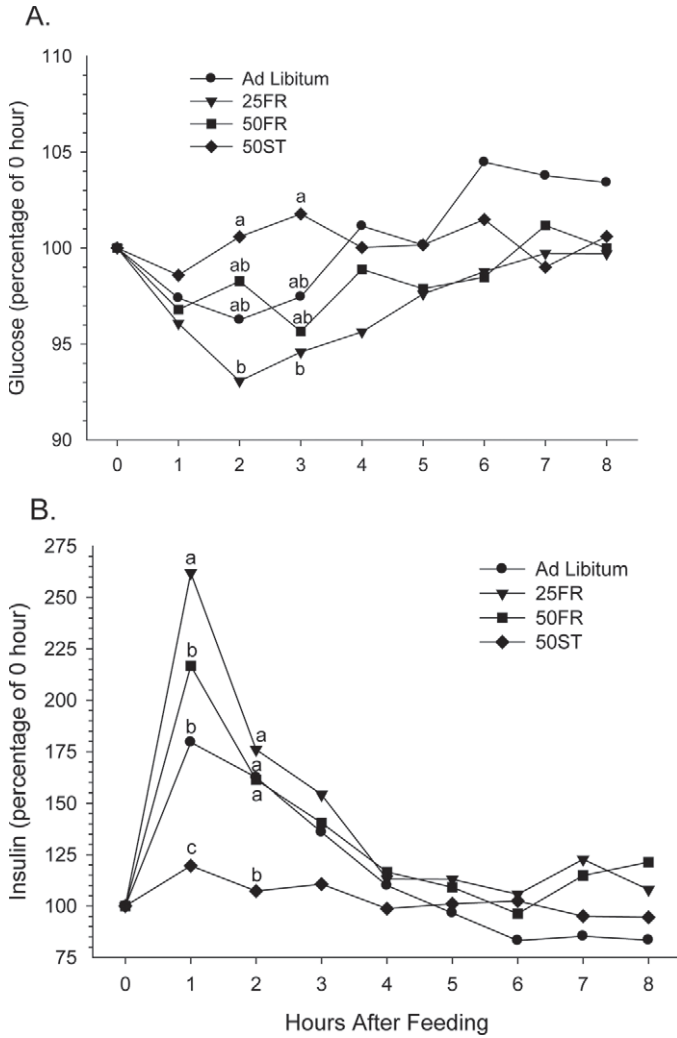 A.
110
105
100
95
90
Glucose (percentage of 0 hour)
Ad Libitum
25FR
50FR
50ST
a
a
ab
ab
ab
ab
b
b
0 1 2 3 4 5 6 7 8
B.
275
250
225
200
175
150
125
100
75
Insulin (percentage of 0 hour)
Ad Libitum
25FR
50FR
50ST
a
b
b
a
a
a
c
b
0 1 2 3 4 5 6 7 8
Hours After Feeding